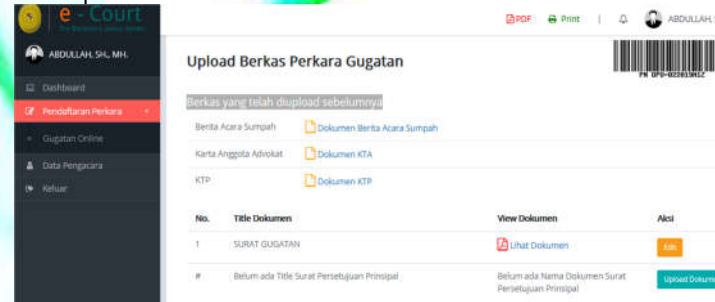 e - Court
PDF
Print
ABDULLAH,
ABDULLAH, SH., MH.
Upload Berkas Perkara Gugatan
Dashboard
Berkas yang telah diupload sebelumnya
Pendaftaran Perkara
Berita Acara Sumpah Dokumen Berita Acara Sumpah
Gugatan Online
Kartu Anggota Advokat Dokumen KTA
Data Pengacara
KTP Dokumen KTP
Keluar
No. Title Dokumen View Dokumen Aksi
1 SURAT GUGATAN Lihat Dokumen Edit
# Belum ada Title Surat Persetujuan Prinsipal Belum ada Nama Dokumen Surat Persetujuan Prinsipal Upload Dokume